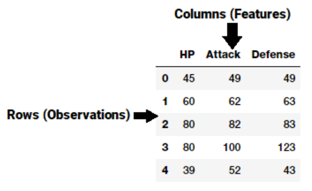 Columns (Features)
HP Attack Defense
0 45 49 49
1 60 62 63
Rows (Observations)
2 80 82 83
3 80 100 123
4 39 52 43